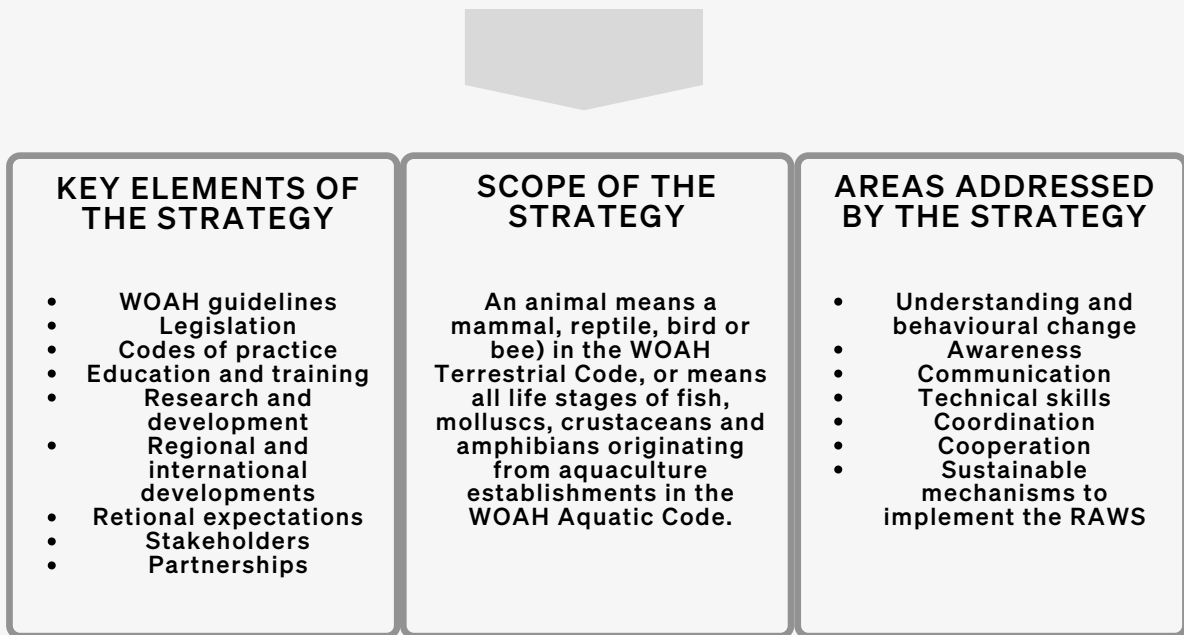 KEY ELEMENTS OF
THE STRATEGY
• WOAH guidelines
• Legislation
• Codes of practice
• Education and training
• Research and
development
• Regional and
international
developments
• Retional expectations
• Stakeholders
• Partnerships
SCOPE OF THE
STRATEGY
An animal means a
mammal, reptile, bird or
bee) in the WOAH
Terrestrial Code, or means
all life stages of fish,
molluscs, crustaceans and
amphibians originating
from aquaculture
establishments in the
WOAH Aquatic Code.
AREAS ADDRESSED
BY THE STRATEGY
• Understanding and
behavioural change
• Awareness
• Communication
• Technical skills
• Coordination
• Cooperation
• Sustainable
mechanisms to
implement the RAWS